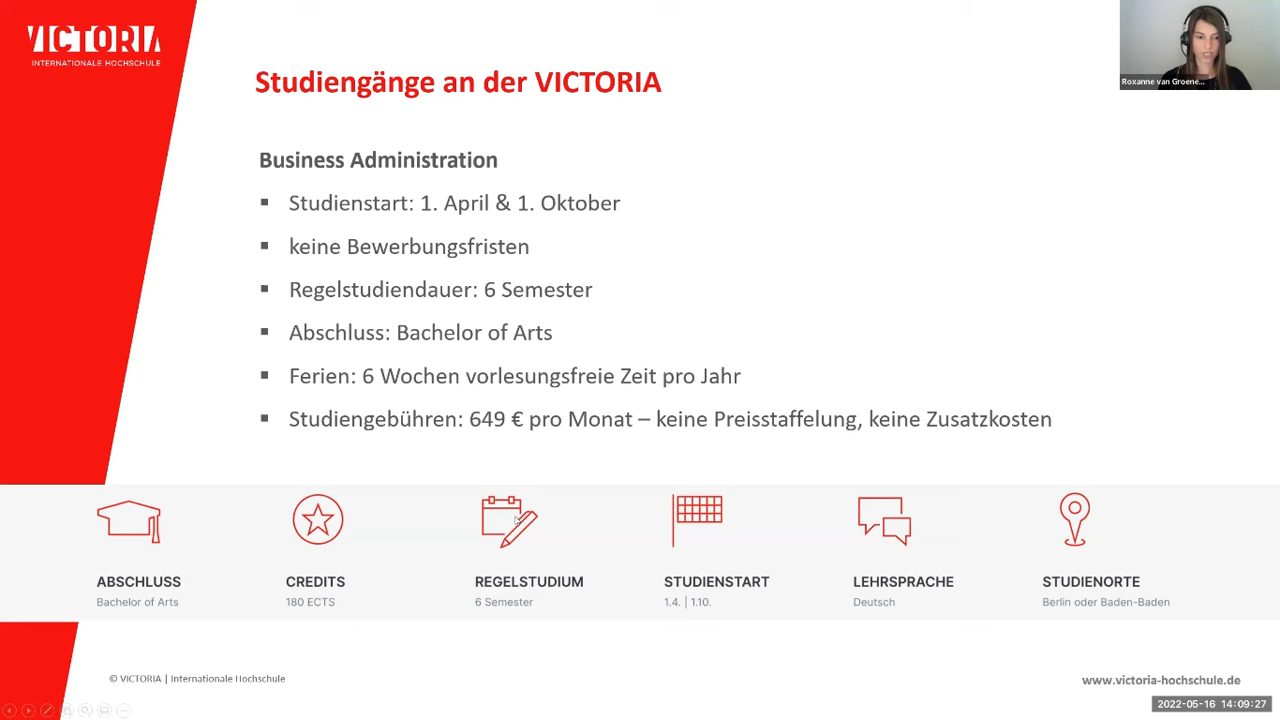 VICTORIA
INTERNATIONALE HOCHSCHULE
Roxanne van Groene...
Studiengänge an der VICTORIA
Business Administration
▪ Studienstart: 1. April & 1. Oktober
▪ keine Bewerbungsfristen
▪ Regelstudiendauer: 6 Semester
▪ Abschluss: Bachelor of Arts
▪ Ferien: 6 Wochen vorlesungsfreie Zeit pro Jahr
▪ Studiengebühren: 649 € pro Monat – keine Preisstaffelung, keine Zusatzkosten
ABSCHLUSS
Bachelor of Arts
CREDITS
180 ECTS
REGELSTUDIUM
6 Semester
STUDIENSTART
1.4. | 1.10.
LEHRSPRACHE
Deutsch
STUDIENORTE
Berlin oder Baden-Baden
© VICTORIA | Internationale Hochschule
www.victoria-hochschule.de
2022-05-16 14:09:27